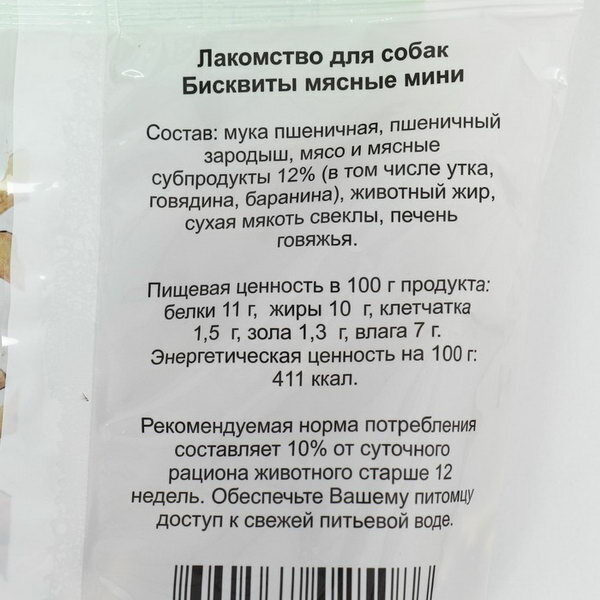 Лакомство для собак
Бисквиты мясные мини
Состав: мука пшеничная, пшеничный
зародыш, мясо и мясные
субпродукты 12% (в том числе утка,
говядина, баранина), животный жир,
сухая мякоть свеклы, печень
говяжья.
Пищевая ценность в 100 г продукта:
белки 11 г, жиры 10 г, клетчатка
1,5 г, зола 1,3 г, влага 7 г.
Энергетическая ценность на 100 г:
411 ккал.
Рекомендуемая норма потребления
составляет 10% от суточного
рациона животного старше 12
недель. Обеспечьте Вашему питомцу
доступ к свежей питьевой воде.